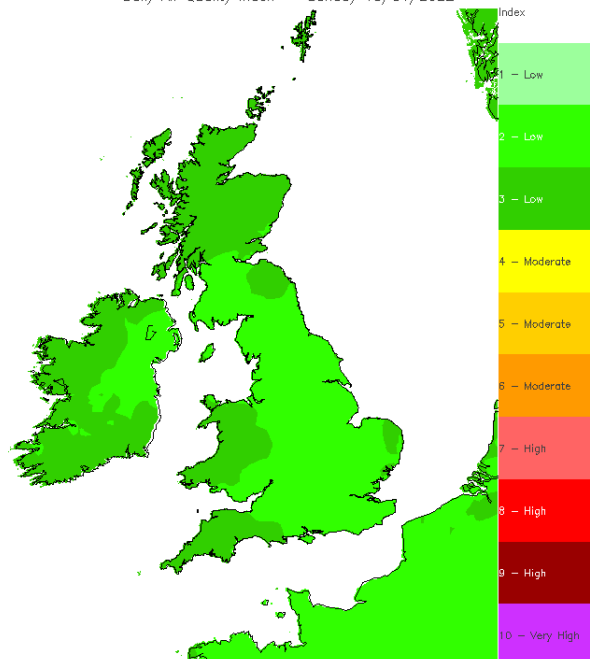 Index
1 - Low
2 - Low
3 - Low
4 - Moderate
5 - Moderate
6 - Moderate
7 - High
8 - High
9 - High
10 - Very High